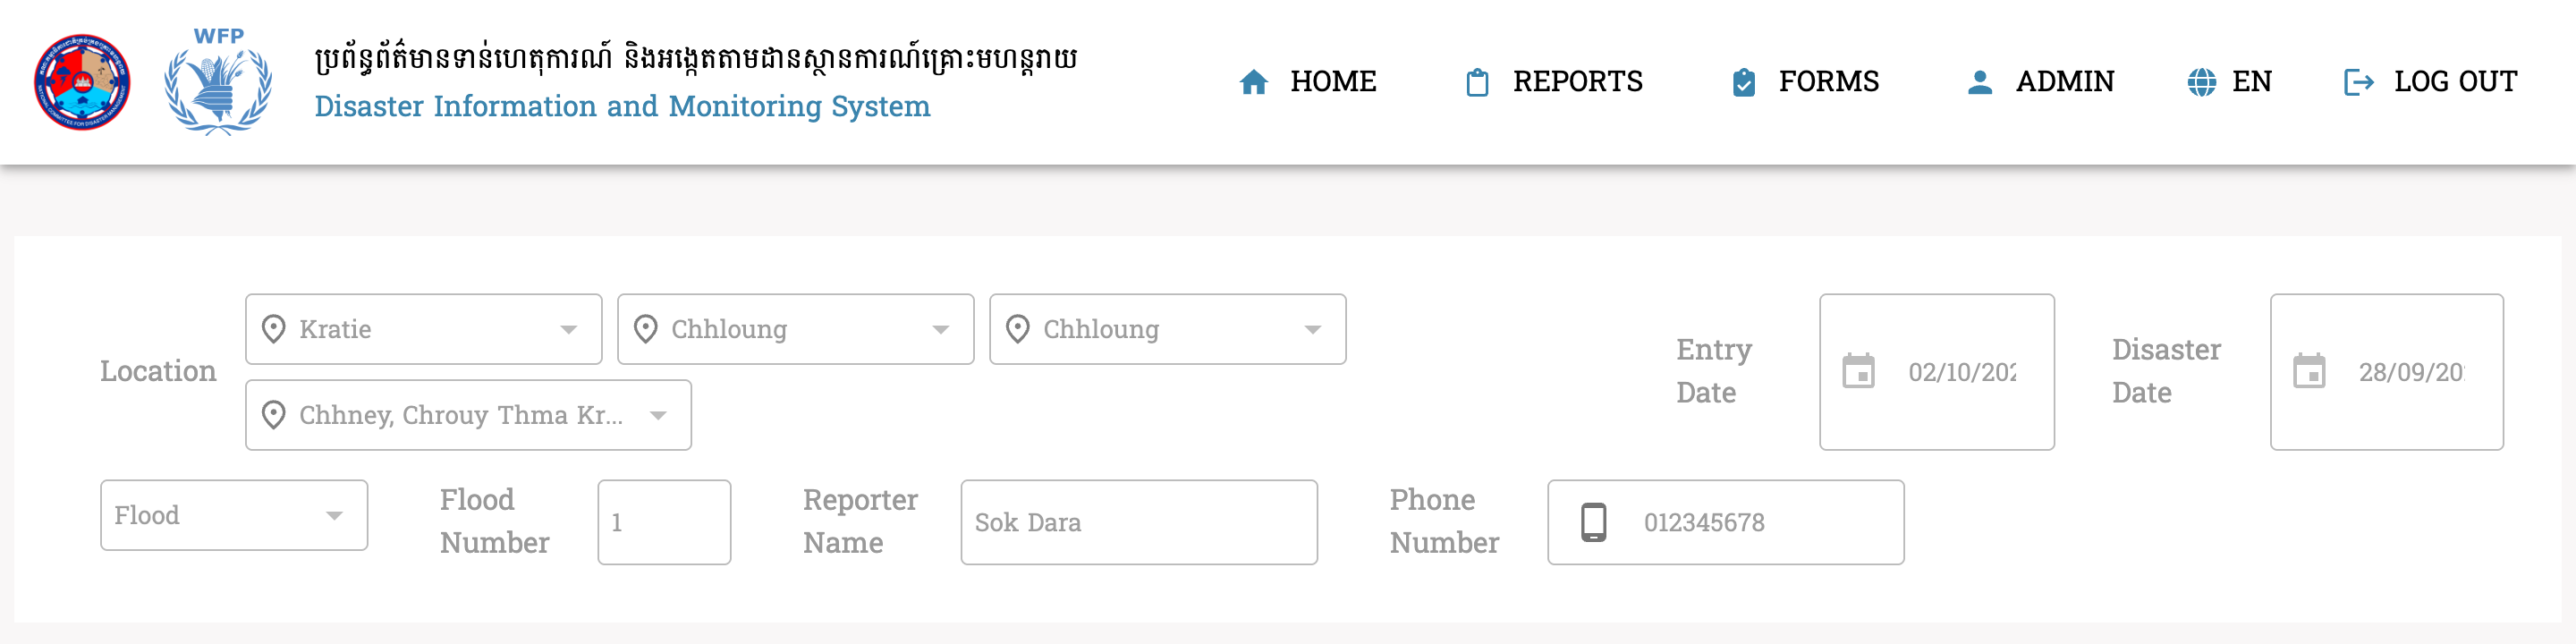 WFP
ប្រព័ន្ធព័ត៌មានទាន់ហេតុការណ៍ និងអង្កេតតាមដានស្ថានការណ៍គ្រោះមហន្តរាយ
Disaster Information and Monitoring System
HOME
REPORTS
FORMS
ADMIN
EN
LOG OUT
Location
Kratie
Chhloung
Chhloung
Chhney, Chrouy Thma Kr...
Entry
Date
02/10/202
Disaster
Date
28/09/20
Flood
Flood
Number
1
Reporter
Name
Sok Dara
Phone
Number
012345678